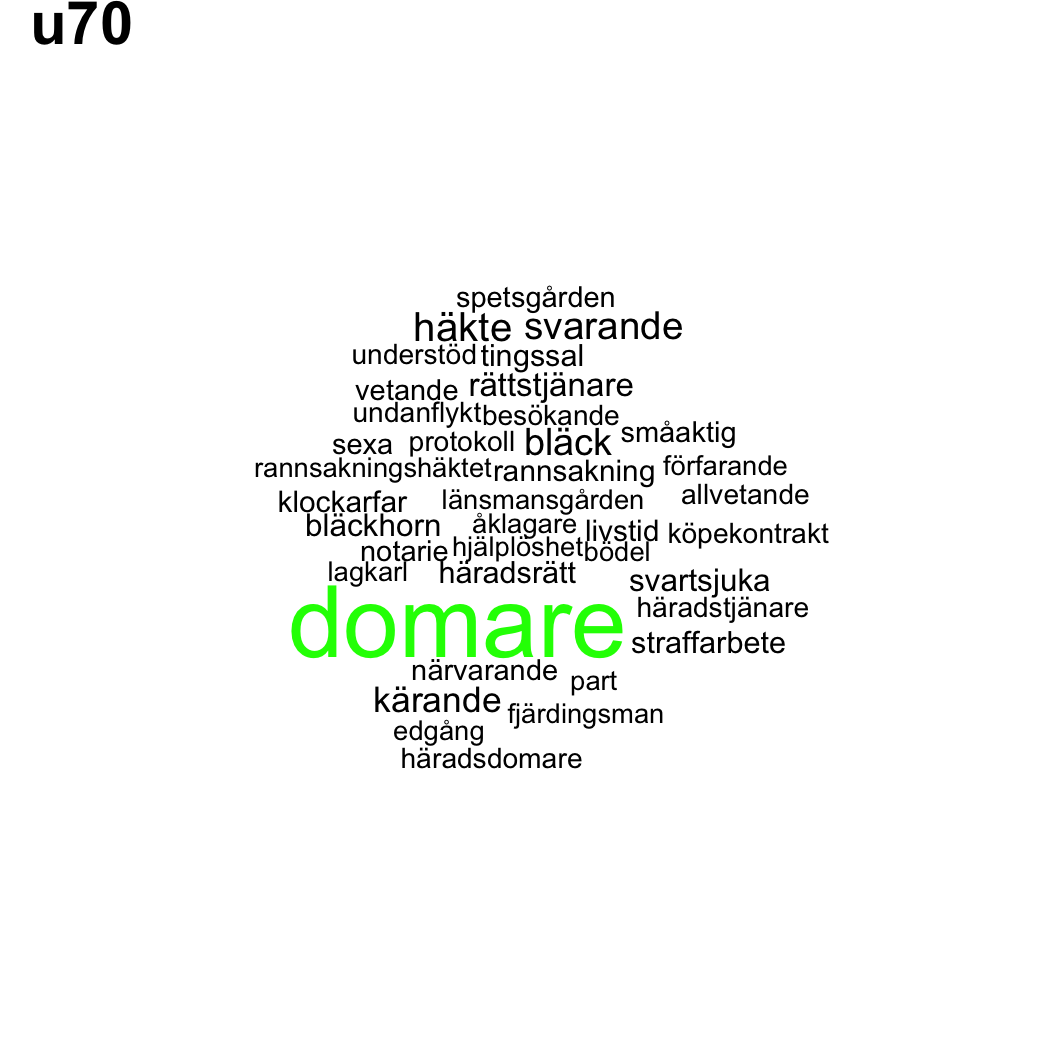 u70
spetsgården
häkte svarande
understöd tingssal
vetande rättstjänare
undanflykt besökande
sexa protokoll bläck småaktig
rannsakningshäktet rannsakning förfarande
klockarfar länsmansgården allvetande
bläckhorn åklagare livstid köpekontrakt
notarie hjälplöshet bödel
lagkarl häradsrätt svartsjuka
domare häradstjänare
straffarbete
närvarande part
kärande fjärdingsman
edgång
häradsdomare